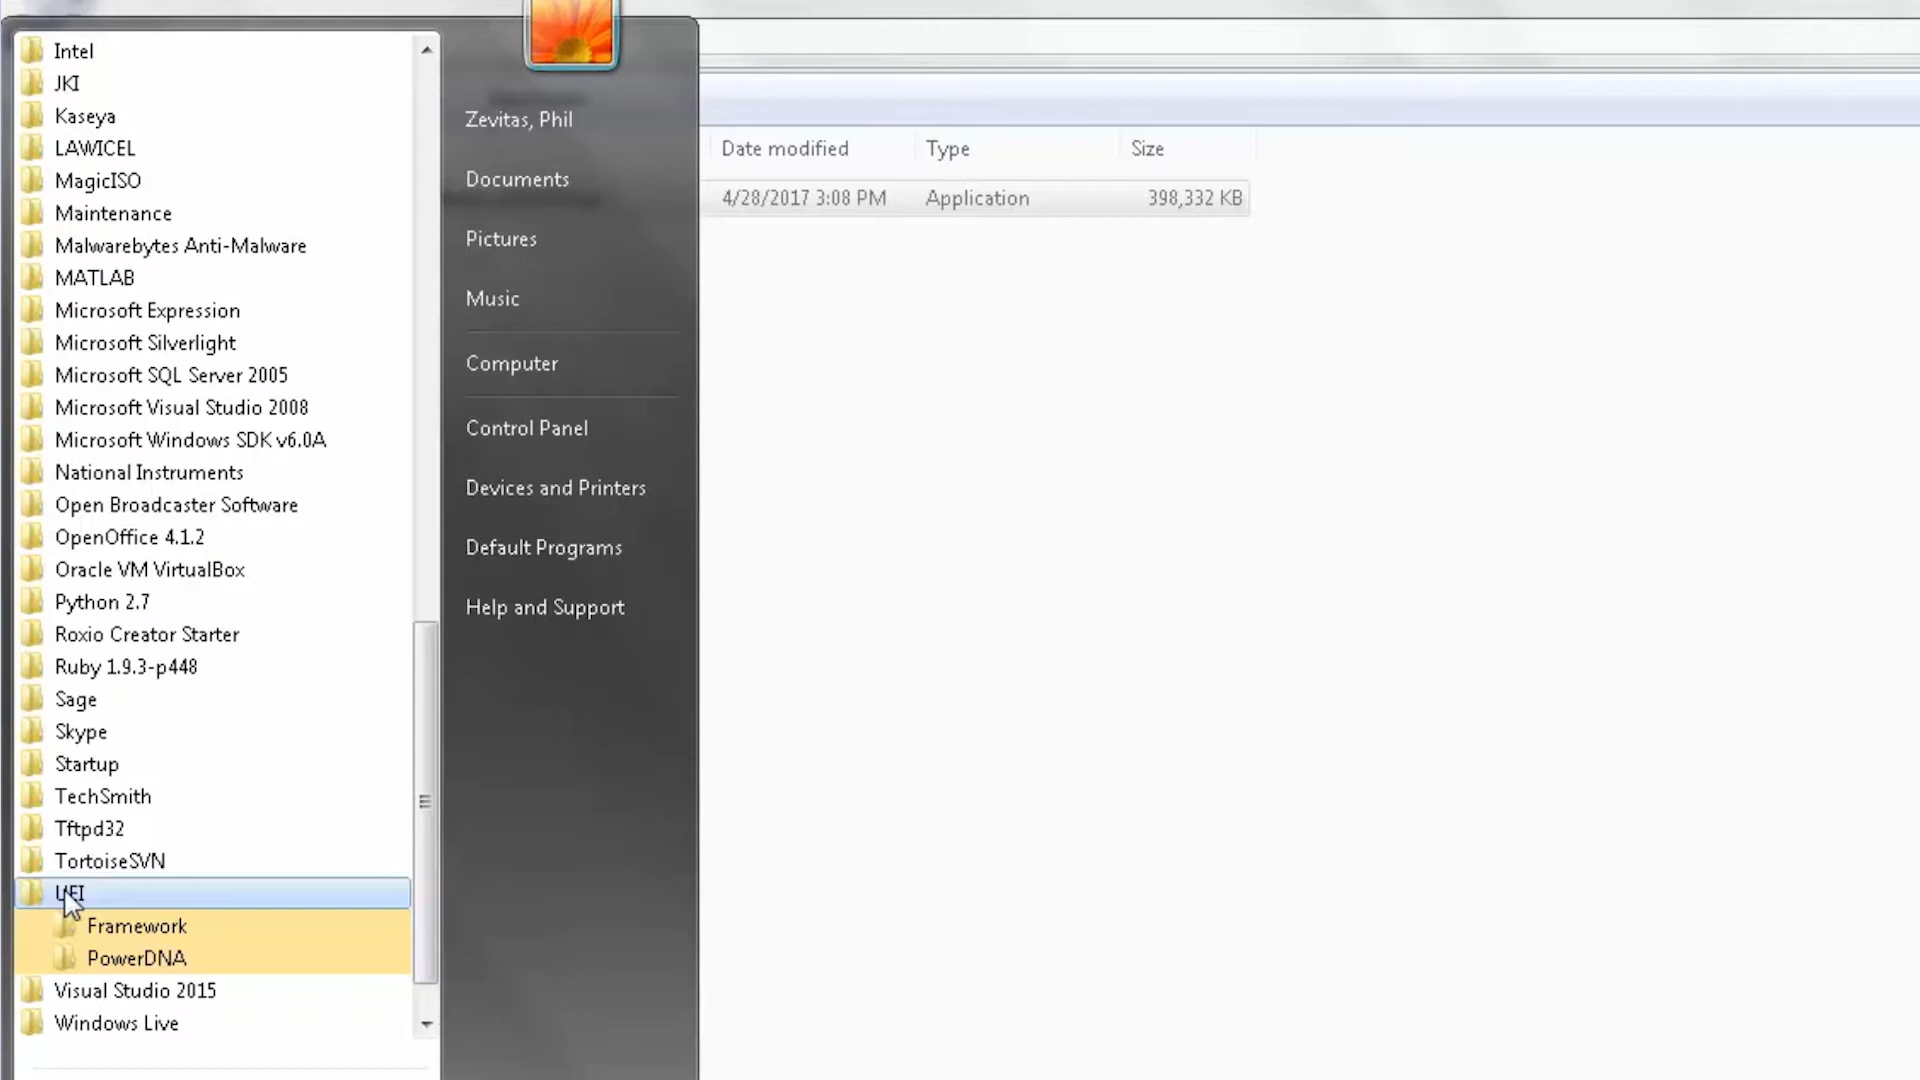 Intel
JKI
Kaseya
LAWICEL
MagicISO
Maintenance
Malwarebytes Anti-Malware
MATLAB
Microsoft Expression
Microsoft Silverlight
Microsoft SQL Server 2005
Microsoft Visual Studio 2008
Microsoft Windows SDK v6.0A
National Instruments
Open Broadcaster Software
OpenOffice 4.1.2
Oracle VM VirtualBox
Python 2.7
Roxio Creator Starter
Ruby 1.9.3-p448
Sage
Skype
Startup
TechSmith
Tftpd32
TortoiseSVN
UEI
Framework
PowerDNA
Visual Studio 2015
Windows Live
Zevitas, Phil
Documents
Pictures
Music
Computer
Control Panel
Devices and Printers
Default Programs
Help and Support
Date modified Type Size
4/28/2017 3:08 PM Application 398,332 KB